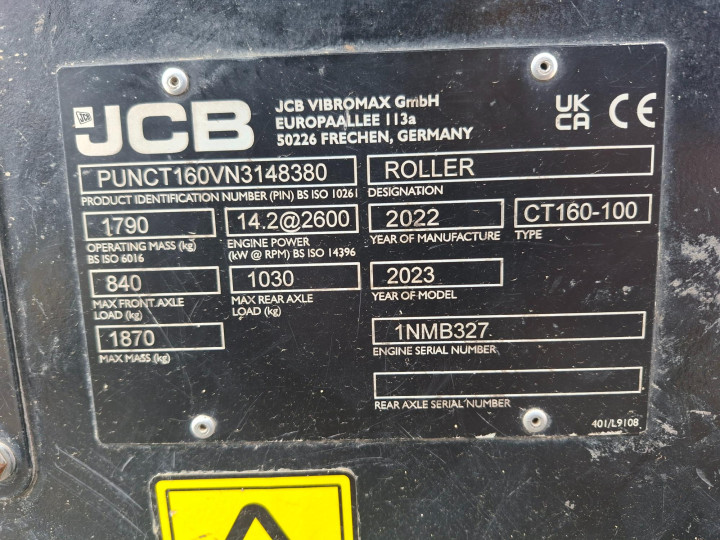 JCB
JCB
JCB VIBROMAX GmbH
EUROPAALLEE 113a
50226 FRECHEN, GERMANY
UK
CA
CE
PUNCT160VN3148380
PRODUCT IDENTIFICATION NUMBER (PIN) BS ISO 10261
ROLLER
DESIGNATION
1790
OPERATING MASS (kg)
BS ISO 6016
14.2@2600
ENGINE POWER
(kW @ RPM) BS ISO 14396
2022
YEAR OF MANUFACTURE
CT160-100
TYPE
840
MAX FRONT AXLE
LOAD (kg)
1030
MAX REAR AXLE
LOAD (kg)
2023
YEAR OF MODEL
1870
MAX MASS (kg)
1NMB327
ENGINE SERIAL NUMBER
REAR AXLE SERIAL NUMBER
401/L9108